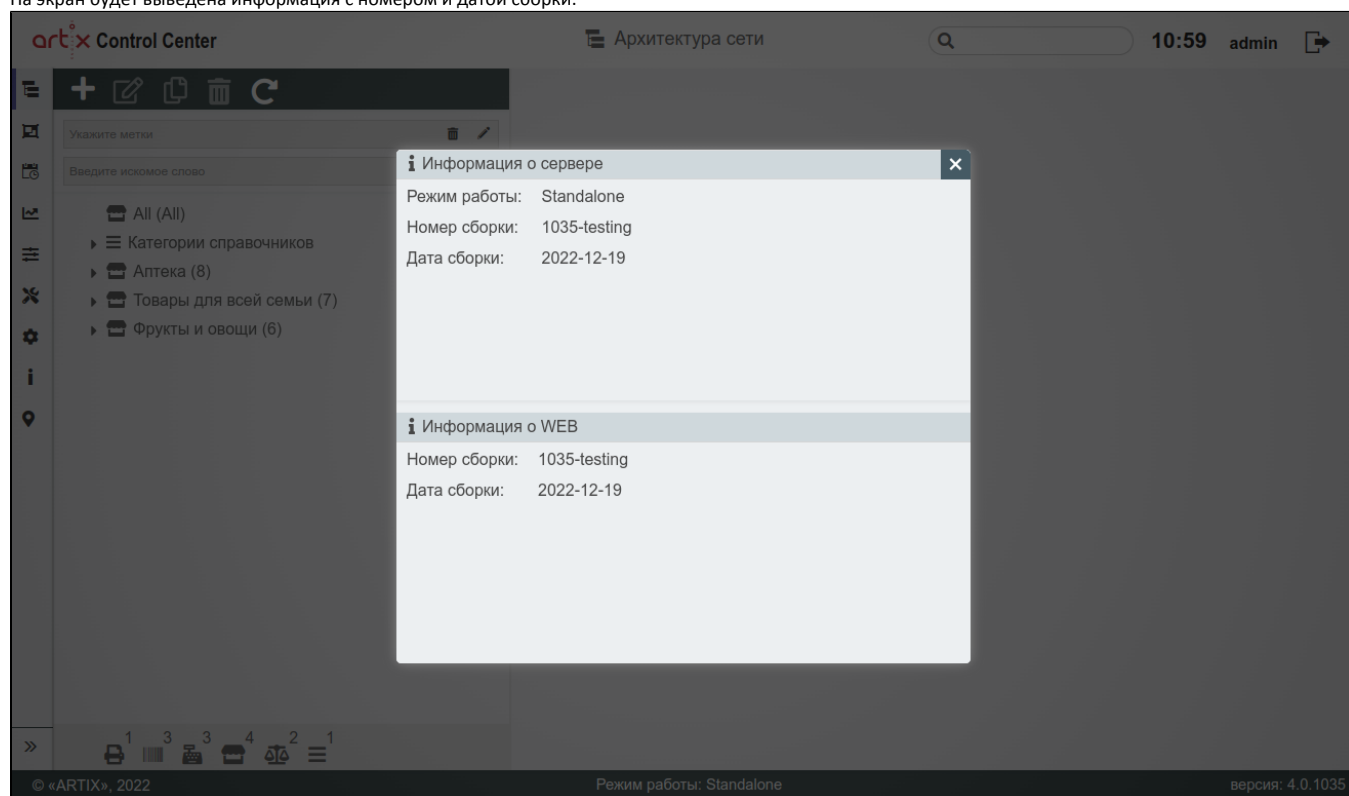 На экран будет выведена информация с номером и датой сборки.
artix Control Center
Архитектура сети
10:59 admin
Укажите метки
Введите искомое слово
All (All)
Категории справочников
Аптека (8)
Товары для всей семьи (7)
Фрукты и овощи (6)
Информация о сервере
Режим работы: Standalone
Номер сборки: 1035-testing
Дата сборки: 2022-12-19
Информация о WEB
Номер сборки: 1035-testing
Дата сборки: 2022-12-19
1 3 3 4 2 1
© «ARTIX», 2022
Режим работы: Standalone
версия: 4.0.1035